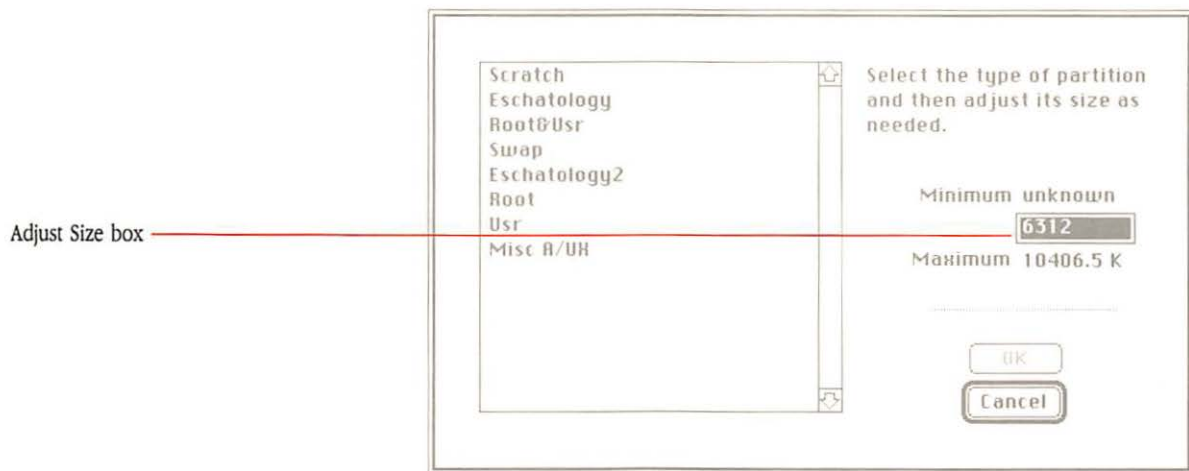 Scratch
Eschatology
Root&Usr
Swap
Eschatology2
Root
Usr
Misc A/UX
Select the type of partition
and then adjust its size as
needed.
Minimum unknown
6312
Maximum 10406.5 K
OK
Cancel
Adjust Size box